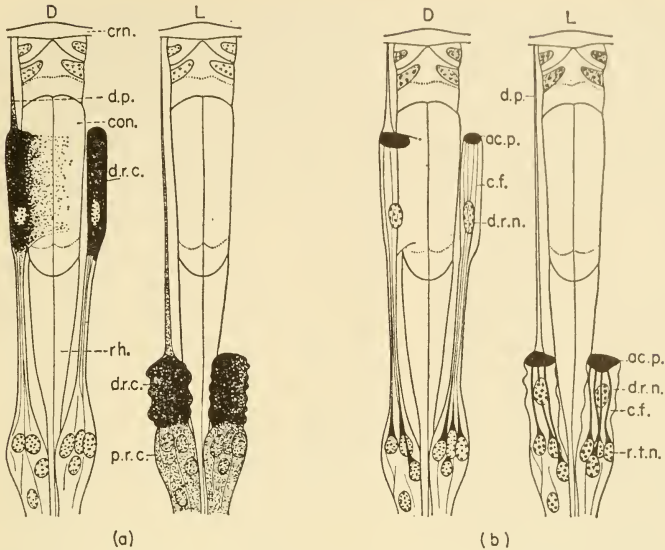 D
L
crn.
d.p.
con.
d.r.c.
rh.
d.r.c.
p.r.c.
(a)
D
L
d.p.
ac.p.
c.f.
d.r.n.
ac.p.
d.r.n.
c.f.
r.t.n.
(b)